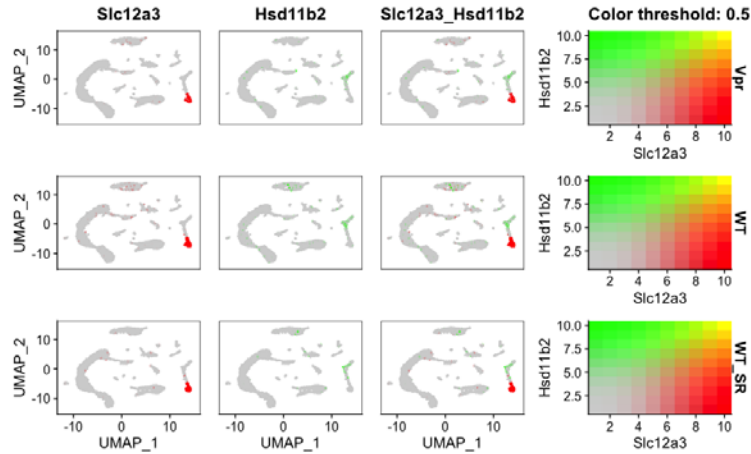 Slc12a3 Hsd11b2 Slc12a3_Hsd11b2 Color threshold: 0.5
UMAP_2
10
0
-10
Hsd11b2
10.0
7.5
5.0
2.5
2 4 6 8 10
Slc12a3
Vpr
UMAP_2
10
0
-10
Hsd11b2
10.0
7.5
5.0
2.5
2 4 6 8 10
Slc12a3
WT
UMAP_2
10
0
-10
-10 0 10
UMAP_1
-10 0 10
UMAP_1
-10 0 10
UMAP_1
Hsd11b2
10.0
7.5
5.0
2.5
2 4 6 8 10
Slc12a3
WT_SR